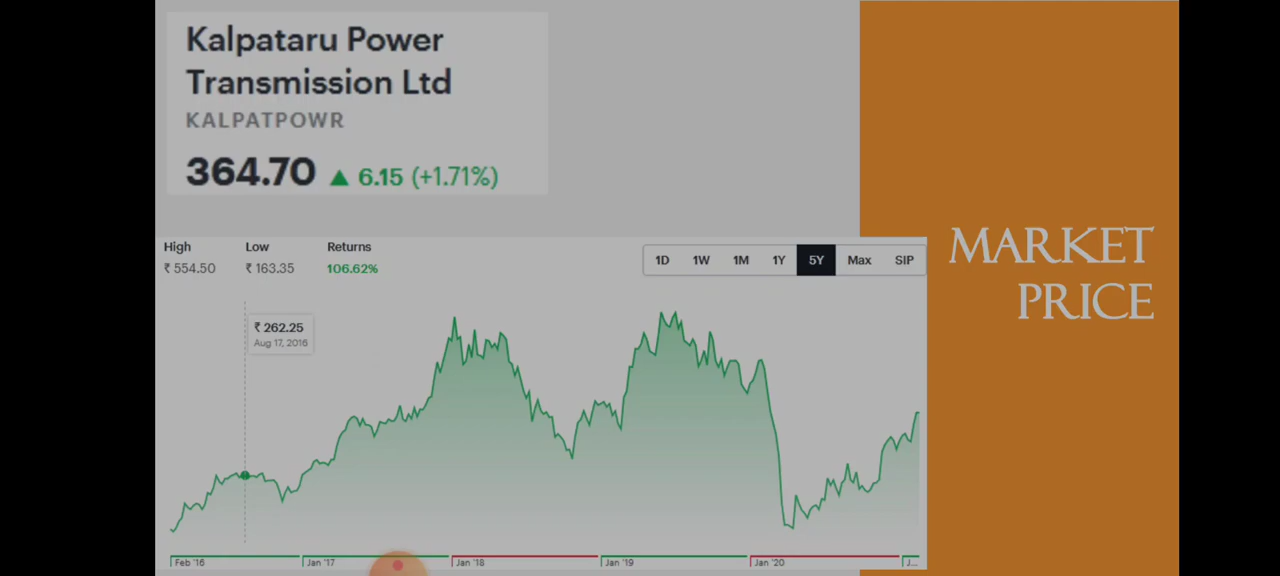 Kalpataru Power
Transmission Ltd
KALPATPOWR
364.70 ▲ 6.15 (+1.71%)
MARKET
PRICE
High Low Returns
₹ 554.50 ₹ 163.35 106.62%
1D 1W 1M 1Y 5Y Max SIP
₹ 262.25
Aug 17, 2016
Feb '16 Jan '17 Jan '18 Jan '19 Jan '20 J...